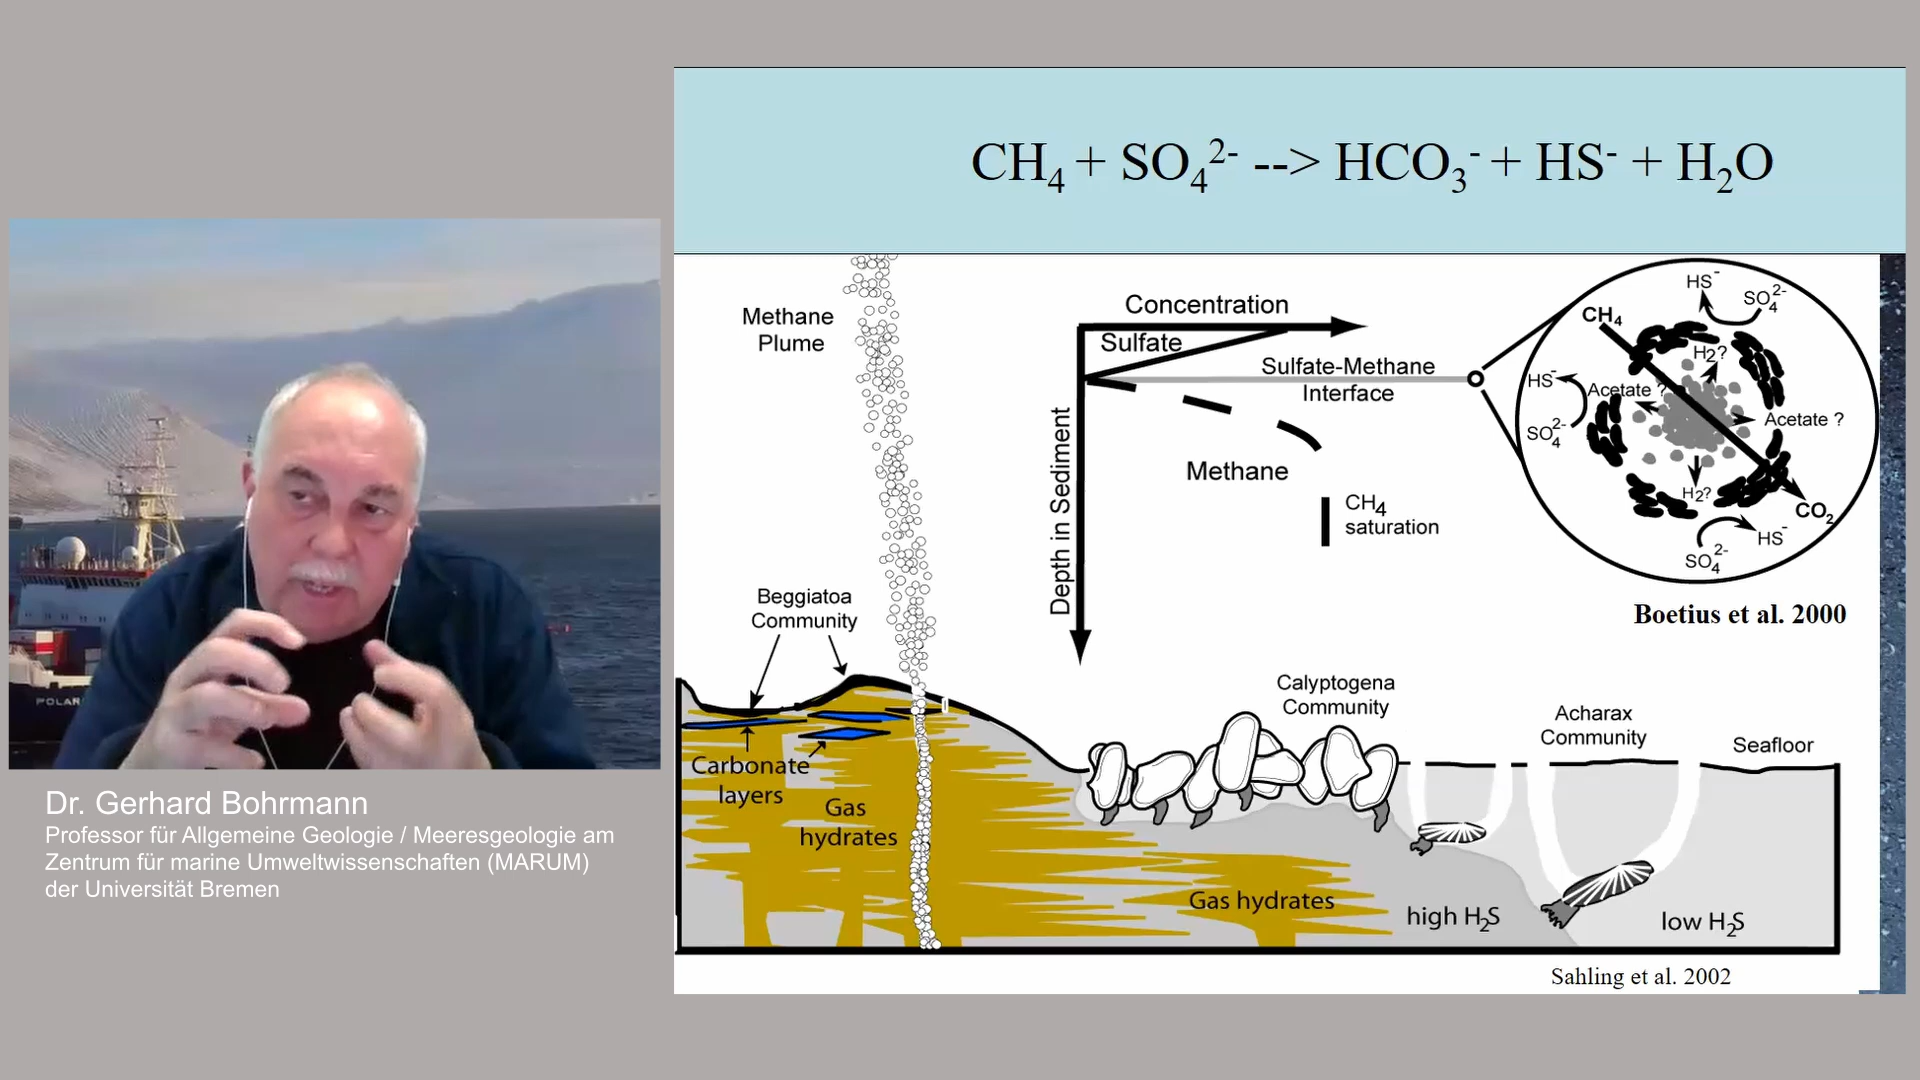 CH₄ + SO₄²⁻ --> HCO₃⁻ + HS⁻ + H₂O
Methane
Plume
Concentration
Sulfate
Sulfate-Methane
Interface
Depth in Sediment
Methane
CH₄
saturation
HS⁻
SO₄²⁻
CH₄
H₂?
HS⁻
Acetate ?
SO₄²⁻
Acetate ?
H₂?
CO₂
HS⁻
SO₄²⁻
Boetius et al. 2000
Beggiatoa
Community
Calyptogena
Community
Acharax
Community
Seafloor
Carbonate
layers
Gas
hydrates
Gas hydrates
high H₂S
low H₂S
Sahling et al. 2002
POLAR
Dr. Gerhard Bohrmann
Professor für Allgemeine Geologie / Meeresgeologie am
Zentrum für marine Umweltwissenschaften (MARUM)
der Universität Bremen